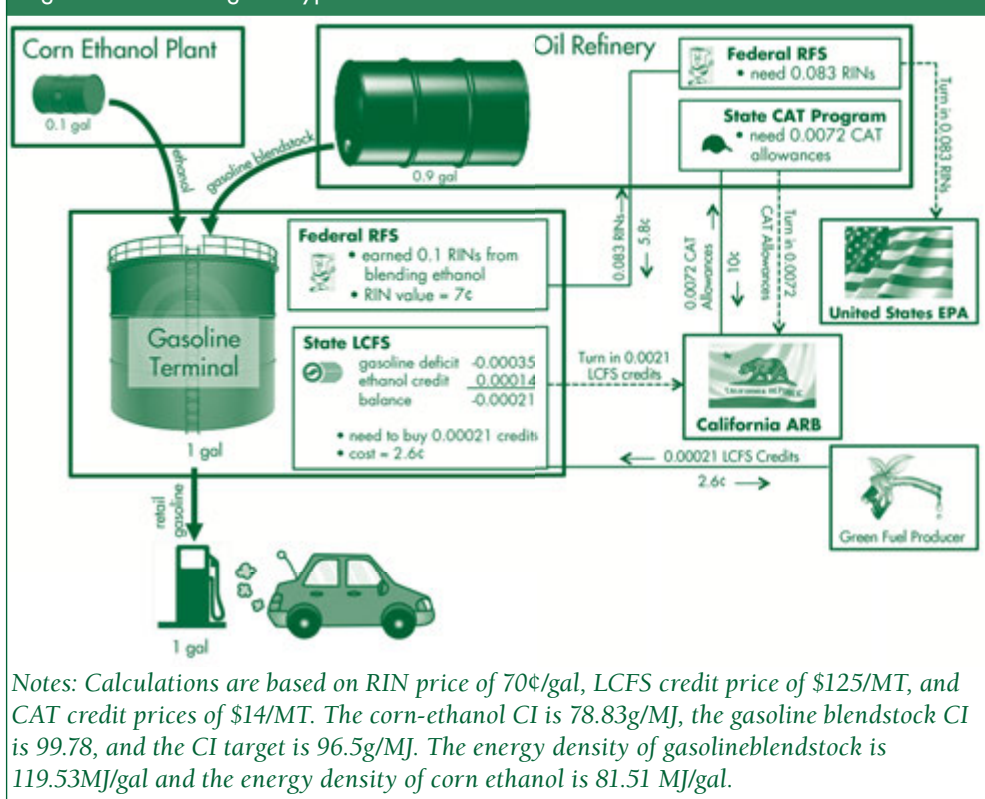 Corn Ethanol Plant
0.1 gal
ethanol
gasoline blendstock
Oil Refinery
0.9 gal
Federal RFS
• need 0.083 RINs
State CAT Program
• need 0.0072 CAT
allowances
Turn in 0.083 RINs
0.083 RINs
5.8¢
0.0072 CAT
Allowances
10¢
Turn in 0.0072
CAT Allowances
United States EPA
Gasoline
Terminal
1 gal
Federal RFS
• earned 0.1 RINs from
blending ethanol
• RIN value = 7¢
State LCFS
gasoline deficit -0.00035
ethanol credit 0.00014
balance -0.00021
• need to buy 0.00021 credits
• cost = 2.6¢
Turn in 0.0021
LCFS credits
CALIFORNIA REPUBLIC
California ARB
0.00021 LCFS Credits
2.6¢
Green Fuel Producer
retail
gasoline
1 gal
Notes: Calculations are based on RIN price of 70¢/gal, LCFS credit price of $125/MT, and
CAT credit prices of $14/MT. The corn-ethanol CI is 78.83g/MJ, the gasoline blendstock CI
is 99.78, and the CI target is 96.5g/MJ. The energy density of gasolineblendstock is
119.53MJ/gal and the energy density of corn ethanol is 81.51 MJ/gal.